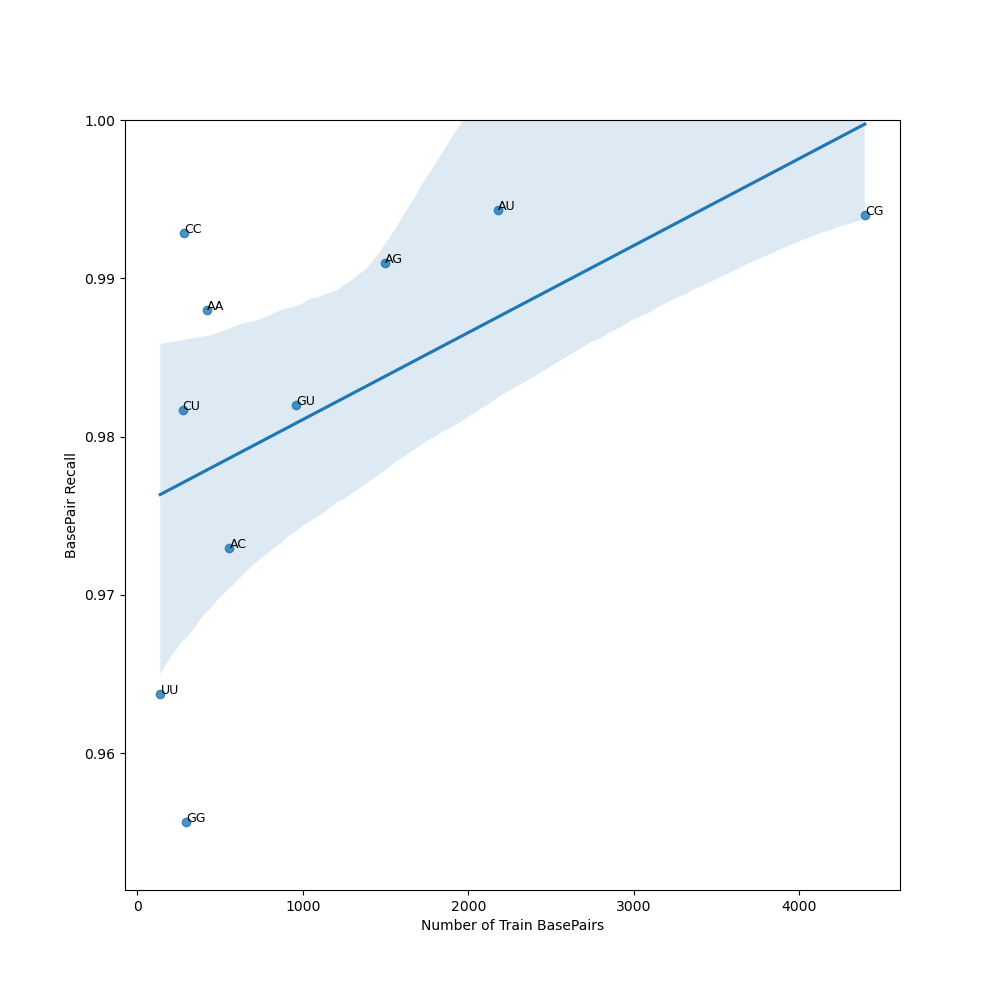 1.00
0.99
0.98
0.97
0.96
BasePair Recall
AU
CG
CC
AG
AA
CU
GU
AC
UU
GG
0
1000
2000
3000
4000
Number of Train BasePairs